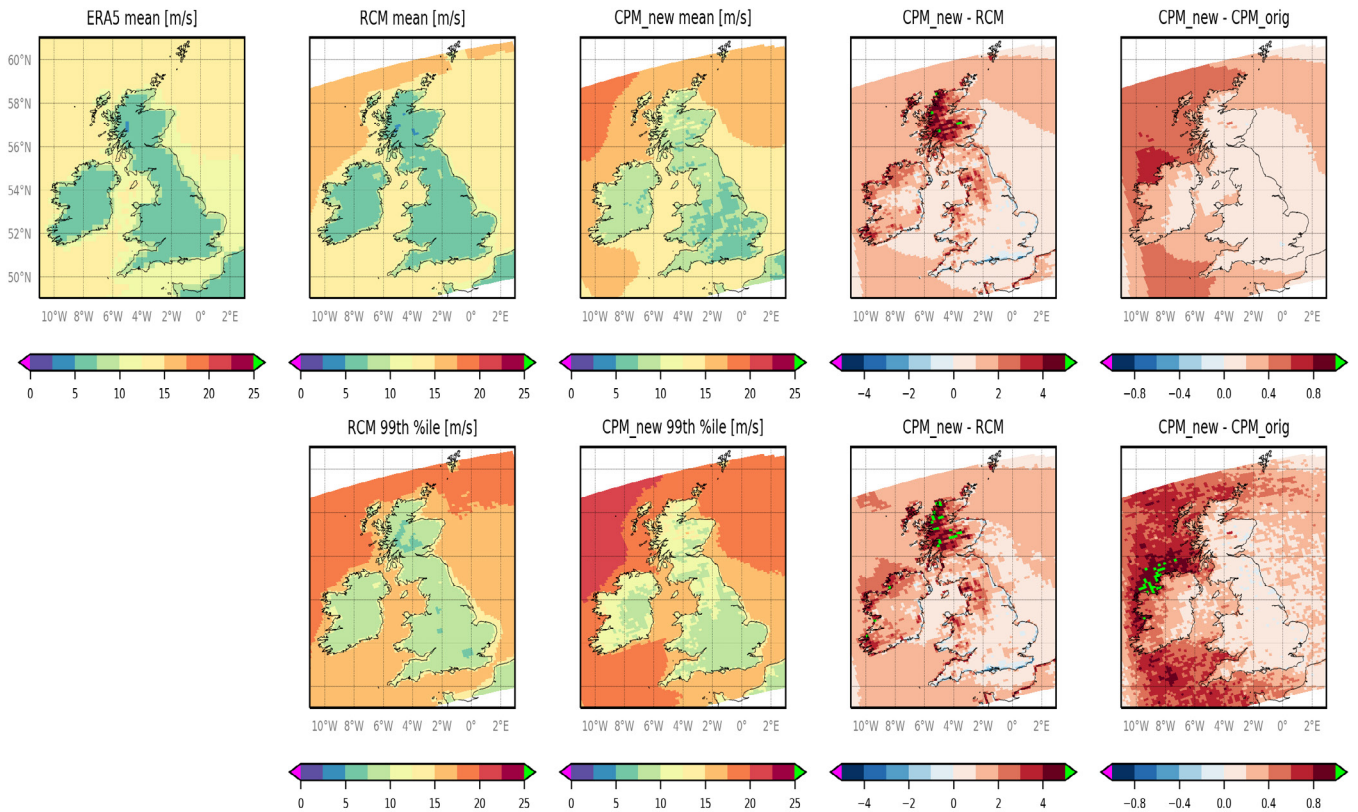 ERA5 mean [m/s] RCM mean [m/s] CPM_new mean [m/s] CPM_new - RCM CPM_new - CPM_orig
60°N
58°N
56°N
54°N
52°N
50°N
10°W 8°W 6°W 4°W 2°W 0° 2°E 10°W 8°W 6°W 4°W 2°W 0° 2°E 10°W 8°W 6°W 4°W 2°W 0° 2°E 10°W 8°W 6°W 4°W 2°W 0° 2°E 10°W 8°W 6°W 4°W 2°W 0° 2°E
0 5 10 15 20 25 0 5 10 15 20 25 0 5 10 15 20 25 −4 −2 0 2 4 −0.8 −0.4 0.0 0.4 0.8
RCM 99th %ile [m/s] CPM_new 99th %ile [m/s] CPM_new - RCM CPM_new - CPM_orig
10°W 8°W 6°W 4°W 2°W 0° 2°E 10°W 8°W 6°W 4°W 2°W 0° 2°E 10°W 8°W 6°W 4°W 2°W 0° 2°E 10°W 8°W 6°W 4°W 2°W 0° 2°E
0 5 10 15 20 25 0 5 10 15 20 25 −4 −2 0 2 4 −0.8 −0.4 0.0 0.4 0.8